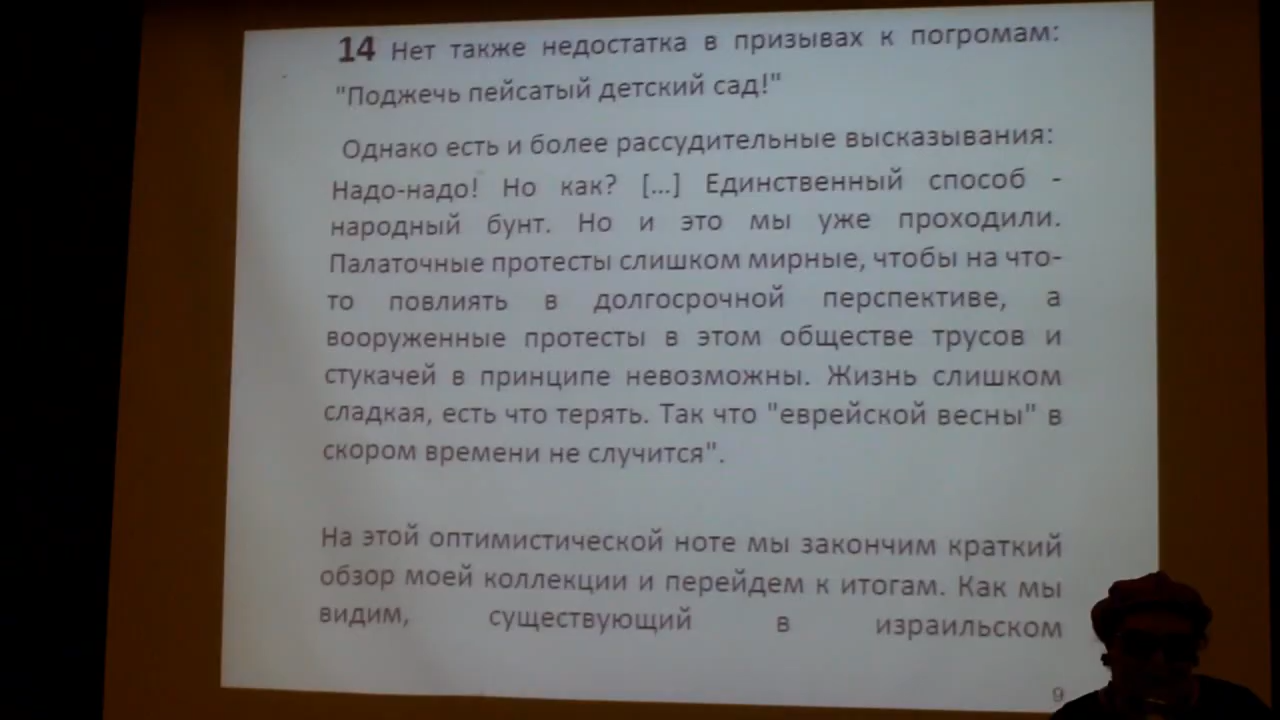 14 Нет также недостатка в призывах к погромам:
"Поджечь пейсатый детский сад!"
Однако есть и более рассудительные высказывания:
Надо-надо! Но как? [...] Единственный способ -
народный бунт. Но и это мы уже проходили.
Палаточные протесты слишком мирные, чтобы на что-
то повлиять в долгосрочной перспективе, а
вооруженные протесты в этом обществе трусов и
стукачей в принципе невозможны. Жизнь слишком
сладкая, есть что терять. Так что "еврейской весны" в
скором времени не случится".
На этой оптимистической ноте мы закончим краткий
обзор моей коллекции и перейдем к итогам. Как мы
видим, существующий в израильском
9